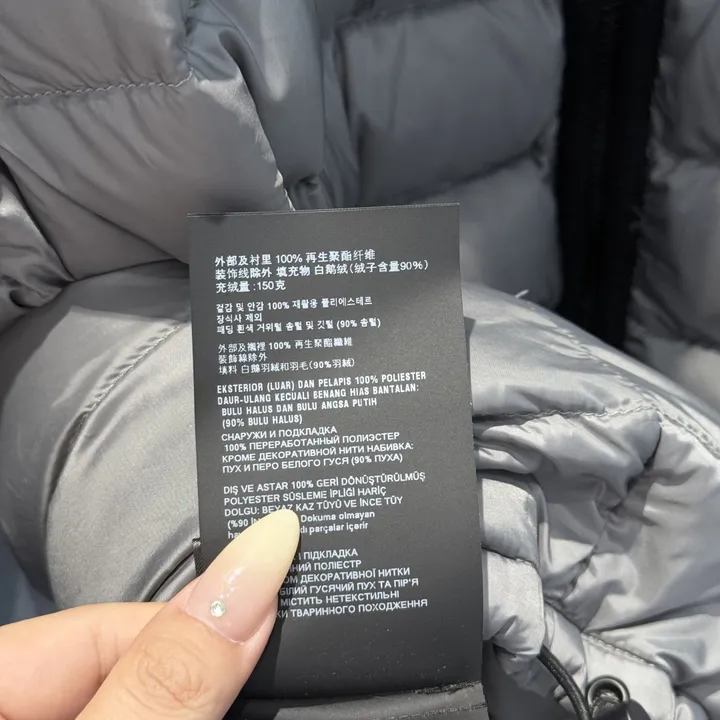 外部及衬里 100% 再生聚酯纤维
装饰线除外 填充物 白鹅绒（绒子含量90%）
充绒量 :150克
겉감 및 안감 100% 재활용 폴리에스테르
장식사 제외
패딩 흰색 거위털 솜털 및 깃털 (90% 솜털)
外部及襯裡 100% 再生聚酯纖維
裝飾線除外
填料 白鵝羽絨和羽毛(90%羽絨)
EKSTERIOR (LUAR) DAN PELAPIS 100% POLIESTER
DAUR-ULANG KECUALI BENANG HIAS BANTALAN:
BULU HALUS DAN BULU ANGSA PUTIH
(90% BULU HALUS)
СНАРУЖИ И ПОДКЛАДКА
100% ПЕРЕРАБОТАННЫЙ ПОЛИЭСТЕР
КРОМЕ ДЕКОРАТИВНОЙ НИТИ НАБИВКА:
ПУХ И ПЕРО БЕЛОГО ГУСЯ (90% ПУХА)
DIŞ VE ASTAR 100% GERİ DÖNÜŞTÜRÜLMÜŞ
POLYESTER SÜSLEME İPLİĞİ HARİÇ
DOLGU: BEYAZ KAZ TÜYÜ VE İNCE TÜY
(%90 Dokuma olmayan
parçalar içerir
І ПІДКЛАДКА
ПОЛІЕСТР
ДЕКОРАТИВНОЇ НИТКИ
БІЛИЙ ГУСЯЧИЙ ПУХ ТА ПІР'Я
МІСТИТЬ НЕТЕКСТИЛЬНІ
ТВАРИННОГО ПОХОДЖЕННЯ